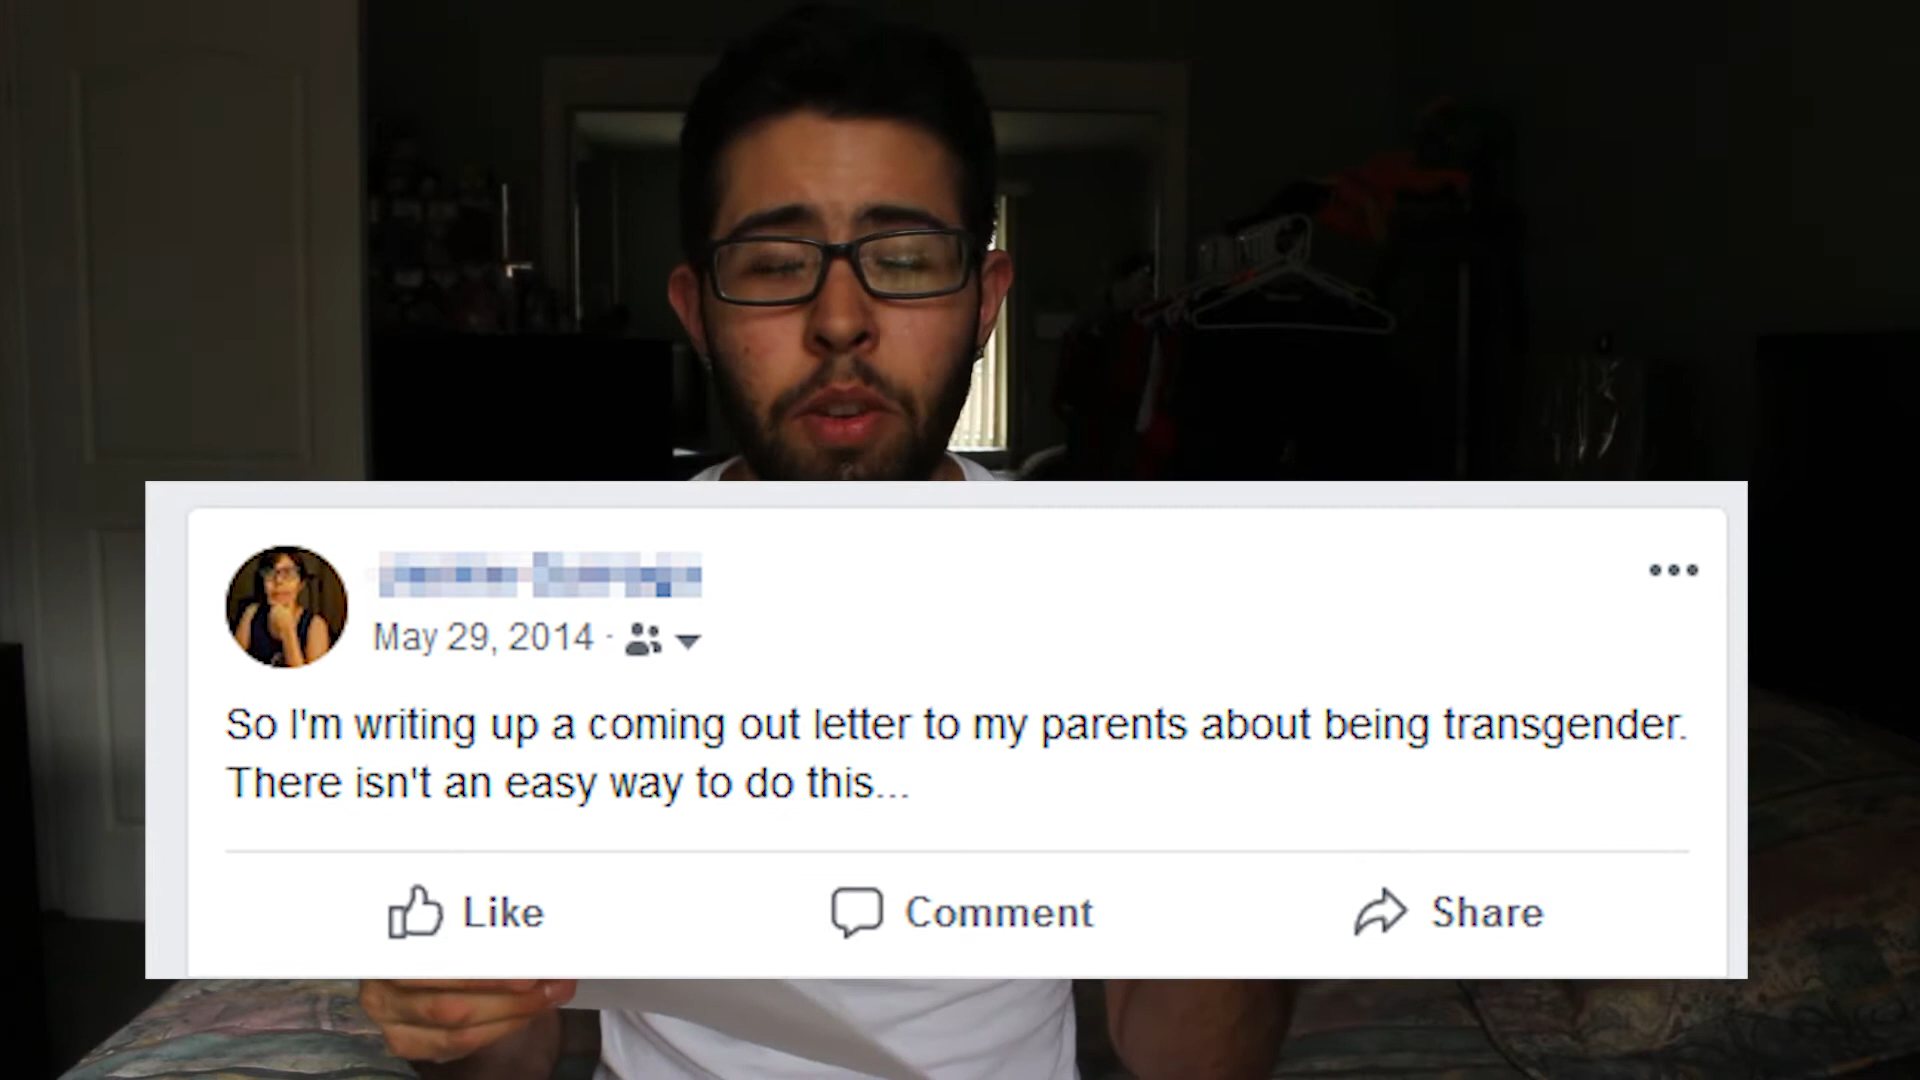 May 29, 2014 ·
So I'm writing up a coming out letter to my parents about being transgender.
There isn't an easy way to do this...
Like
Comment
Share